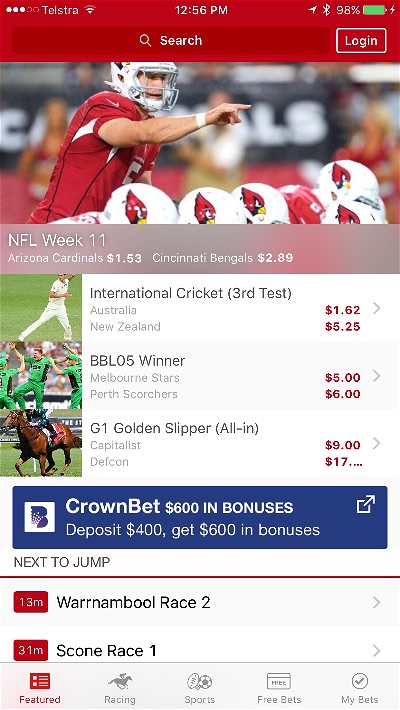 Telstra 12:56 PM 98%
Search
Login
NFL Week 11
Arizona Cardinals $1.53 Cincinnati Bengals $2.89
International Cricket (3rd Test)
Australia $1.62
New Zealand $5.25
BBL05 Winner
Melbourne Stars $5.00
Perth Scorchers $6.00
G1 Golden Slipper (All-in)
Capitalist $9.00
Defcon $17.…
CrownBet $600 IN BONUSES
Deposit $400, get $600 in bonuses
NEXT TO JUMP
13m Warrnambool Race 2
31m Scone Race 1
FREE
Featured Racing Sports Free Bets My Bets